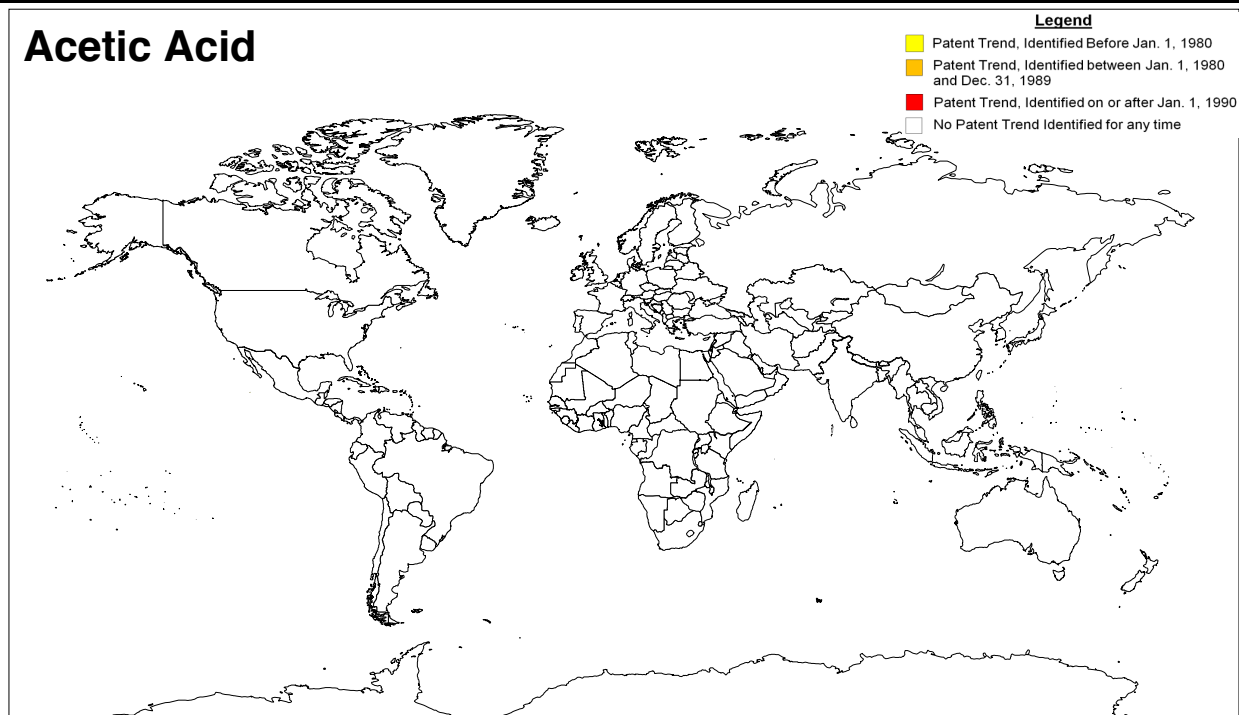 Acetic Acid
Legend
Patent Trend, Identified Before Jan. 1, 1980
Patent Trend, Identified between Jan. 1, 1980
and Dec. 31, 1989
Patent Trend, Identified on or after Jan. 1, 1990
No Patent Trend Identified for any time